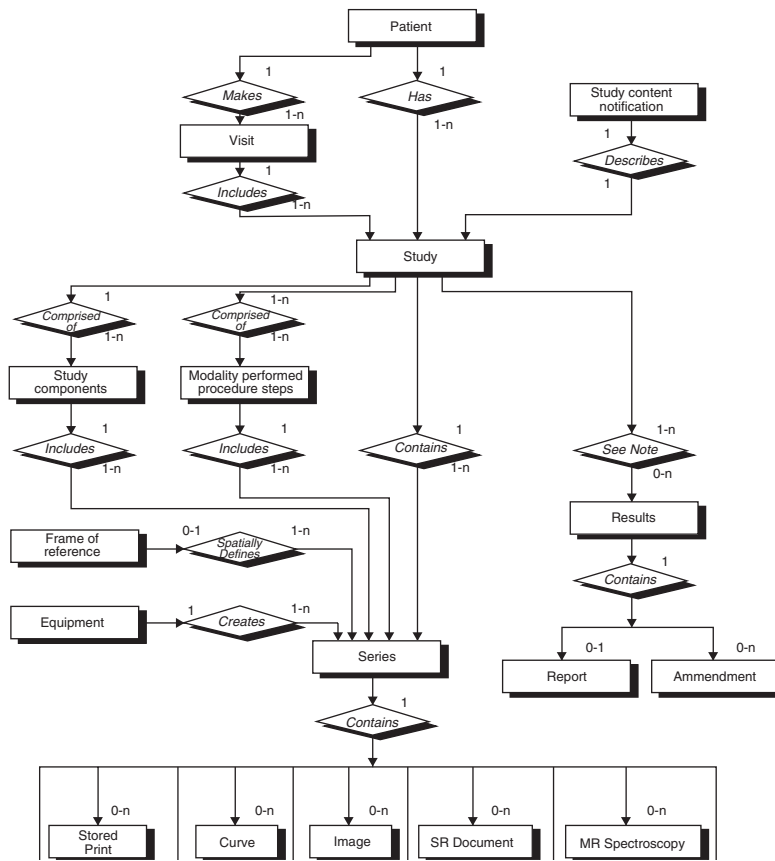 Patient
1
1
Makes
Has
Study content
notification
1-n
1-n
Visit
1
Describes
1
1
Includes
1-n
Study
1
1-n
Comprised
of
Comprised
of
1-n
1-n
Study
components
Modality performed
procedure steps
1
1
1
1-n
Includes
Includes
Contains
See Note
1-n
1-n
1-n
0-n
Results
Frame of
reference
0-1
Spatially
Defines
1-n
1
Contains
Equipment
1
Creates
1-n
Series
0-1
0-n
Report
Ammendment
1
Contains
0-n
0-n
0-n
0-n
0-n
Stored
Print
Curve
Image
SR Document
MR Spectroscopy